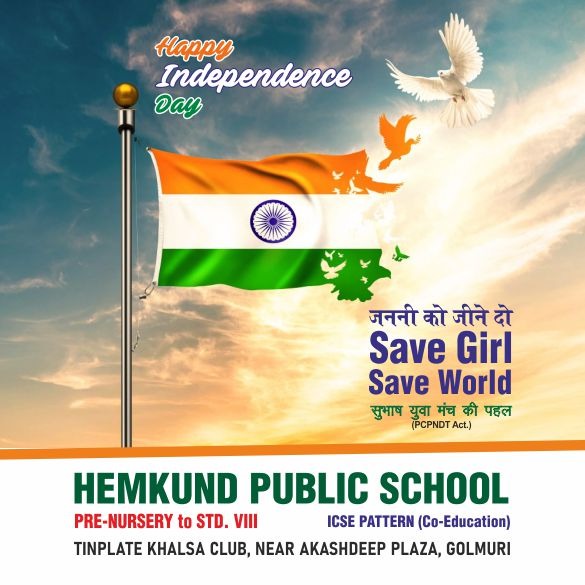 Happy
Independence
Day
जननी को जीने दो
Save Girl
Save World
सुभाष युवा मंच की पहल
(PCPNDT Act.)
HEMKUND PUBLIC SCHOOL
PRE-NURSERY to STD. VIII ICSE PATTERN (Co-Education)
TINPLATE KHALSA CLUB, NEAR AKASHDEEP PLAZA, GOLMURI